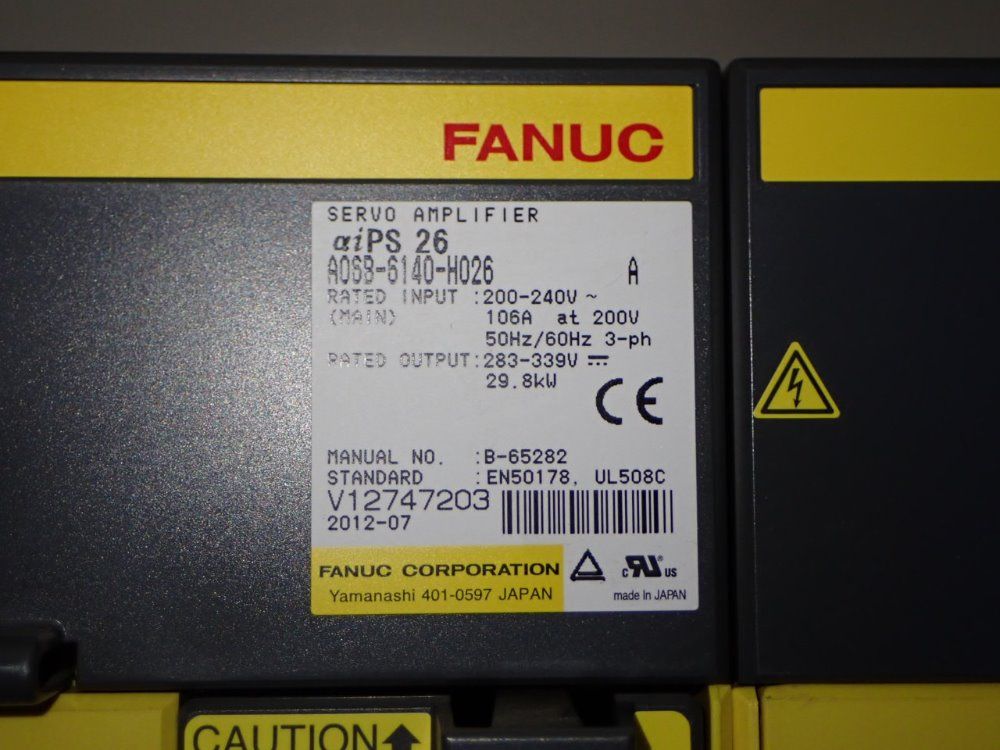 FANUC
SERVO AMPLIFIER
αiPS 26
A06B-6140-H026 A
RATED INPUT :200-240V ~
(MAIN) 106A at 200V
50Hz/60Hz 3-ph
RATED OUTPUT:283-339V ⎓
29.8kW
CE
MANUAL NO. :B-65282
STANDARD :EN50178, UL508C
V12747203
2012-07
FANUC CORPORATION
Yamanashi 401-0597 JAPAN
c RU® US
made in JAPAN
CAUTION ↑